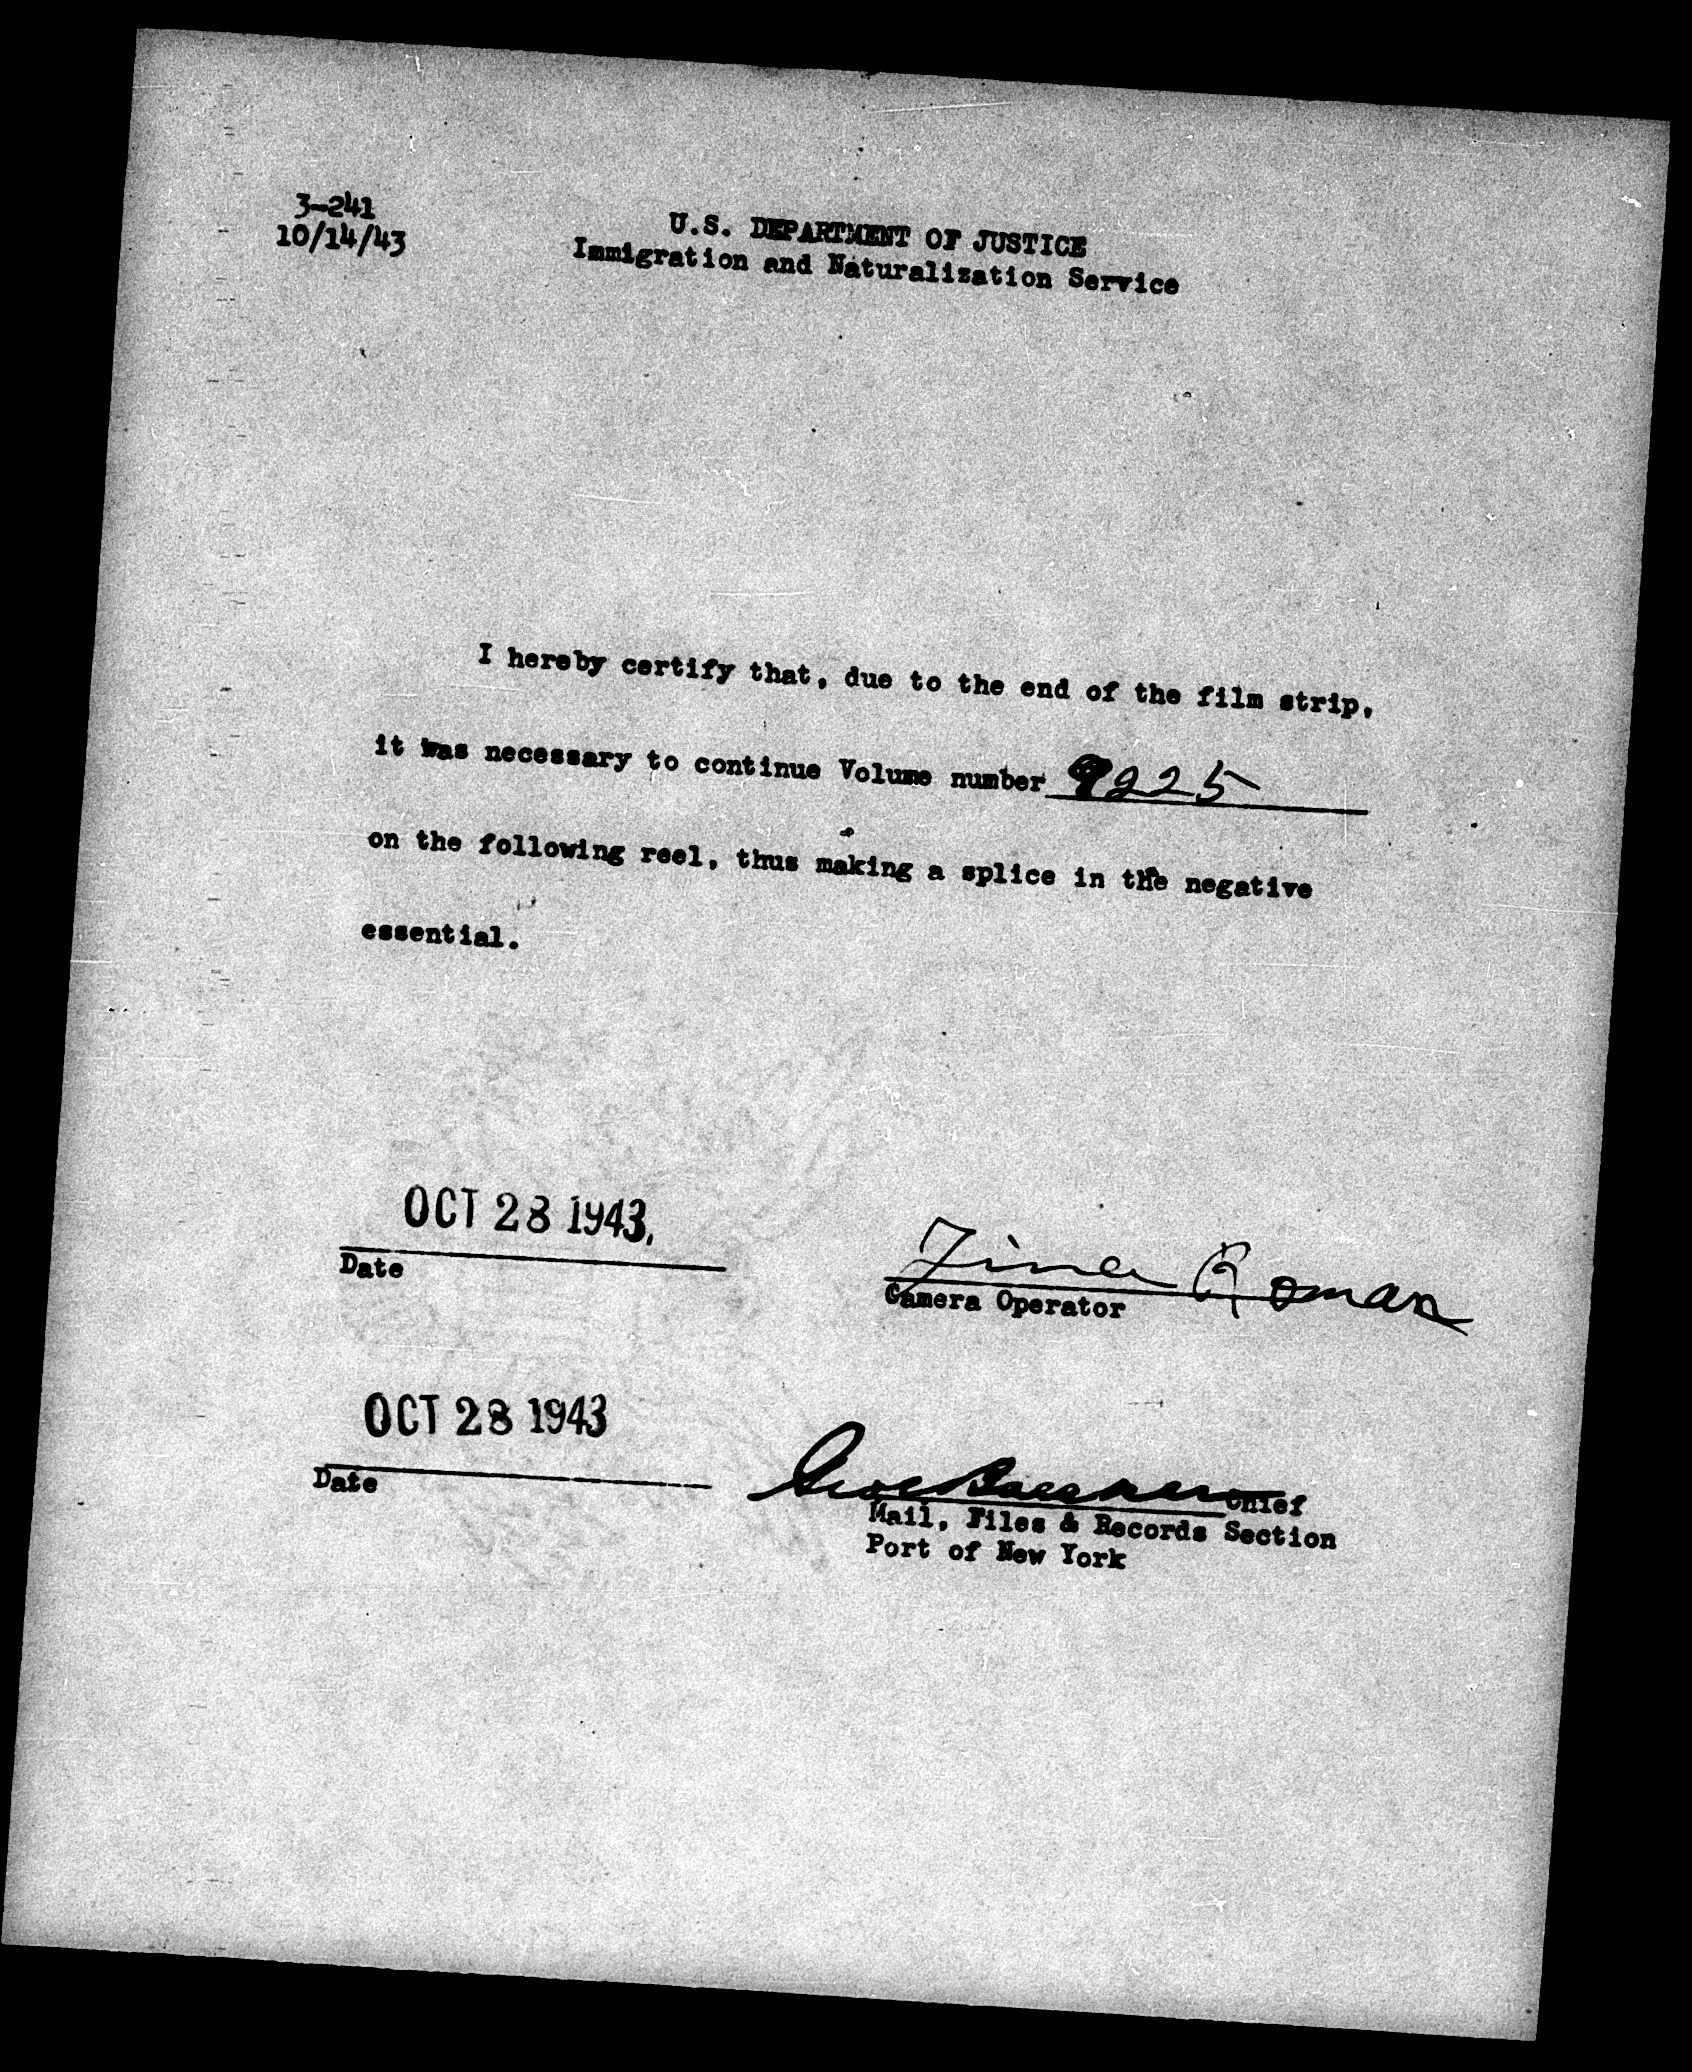 3-241
10/14/43
U.S. DEPARTMENT OF JUSTICE
Immigration and Naturalization Service
I hereby certify that, due to the end of the film strip,
it was necessary to continue Volume number 9225
on the following reel, thus making a splice in the negative
essential.
OCT 28 1943
Date
Tina Roman
Camera Operator
OCT 28 1943
Date
Chief
Mail, Files & Records Section
Port of New York